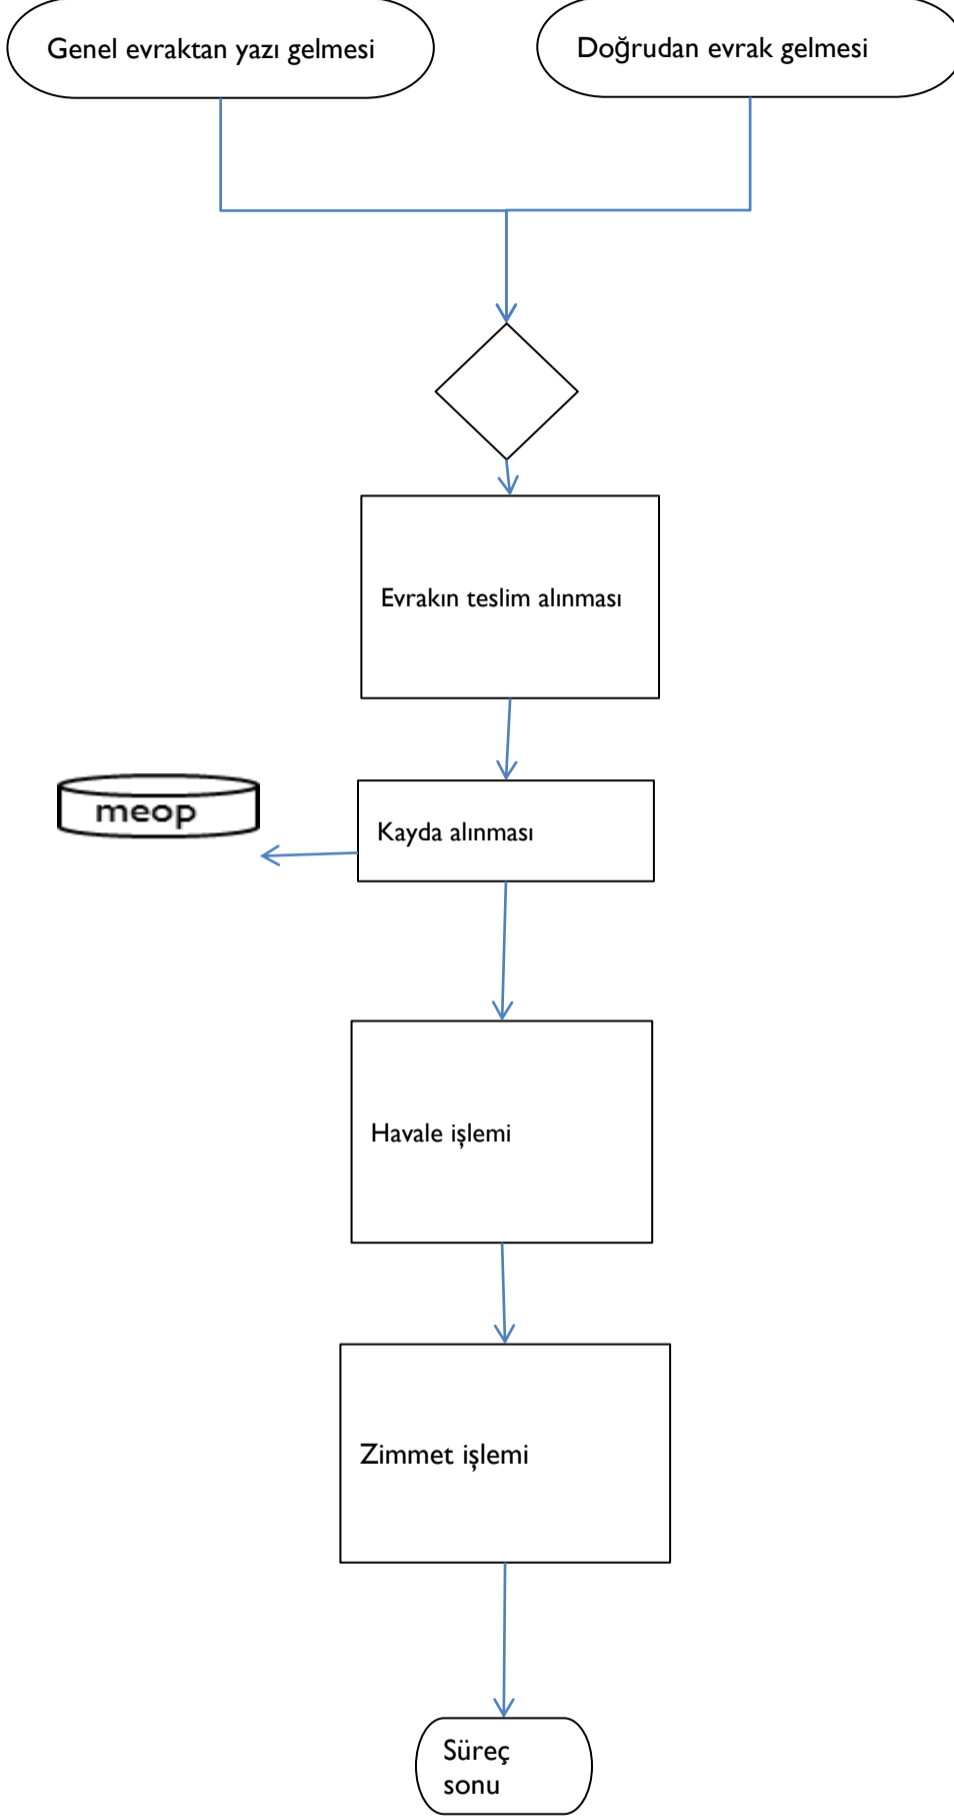 Genel evraktan yazı gelmesi
Doğrudan evrak gelmesi
Evrakın teslim alınması
meop
Kayda alınması
Havale işlemi
Zimmet işlemi
Süreç
sonu